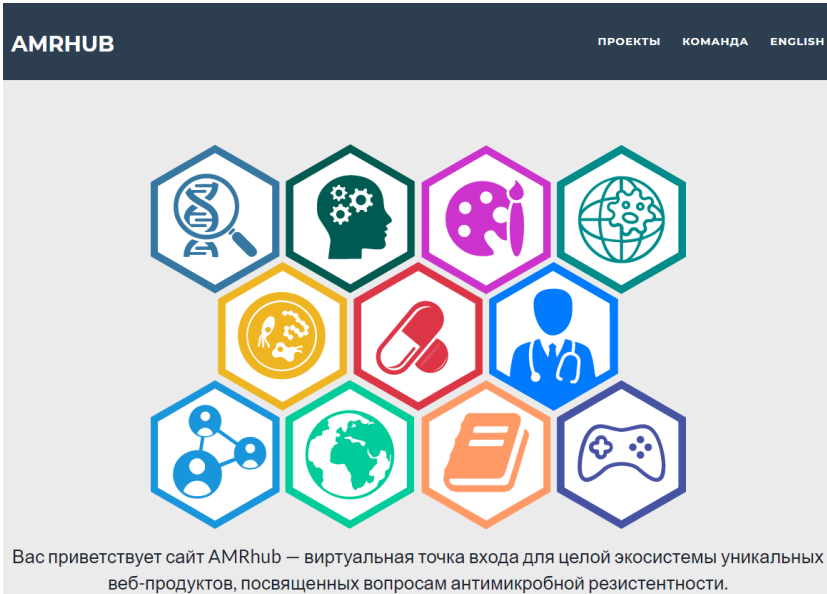 AMRHUB
ПРОЕКТЫ КОМАНДА ENGLISH
Вас приветствует сайт AMRhub — виртуальная точка входа для целой экосистемы уникальных
веб-продуктов, посвященных вопросам антимикробной резистентности.